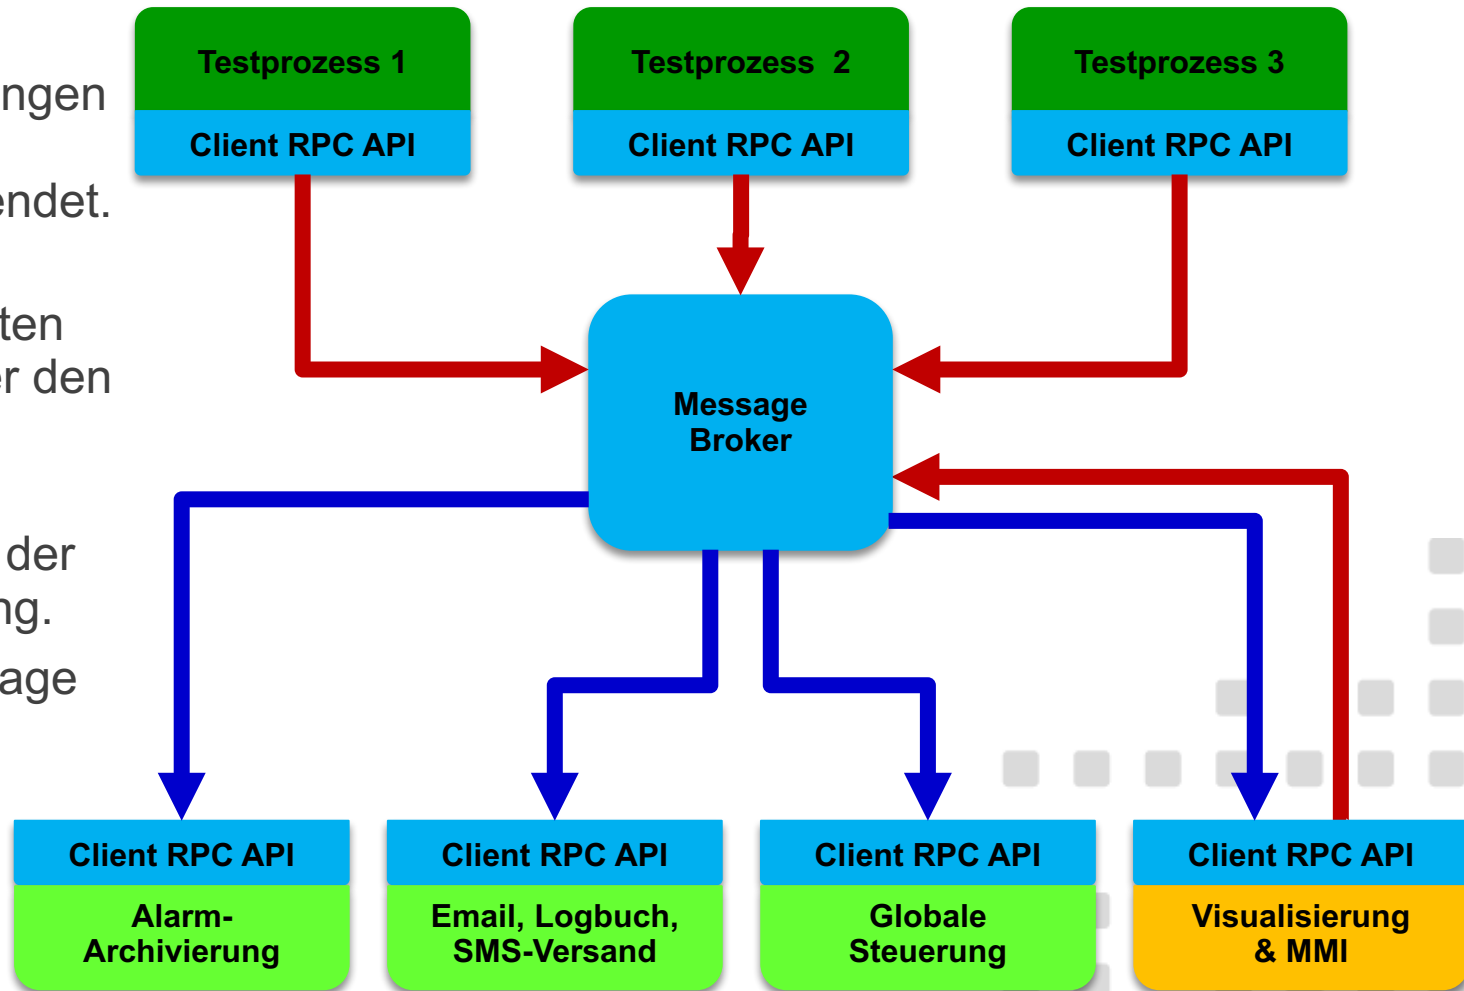 Testprozess 1
Testprozess 2
Testprozess 3
Client RPC API
Client RPC API
Client RPC API
ngen
endet.
ten
er den
der
ng.
age
Message
Broker
Client RPC API
Client RPC API
Client RPC API
Client RPC API
Alarm-
Archivierung
Email, Logbuch,
SMS-Versand
Globale
Steuerung
Visualisierung
& MMI